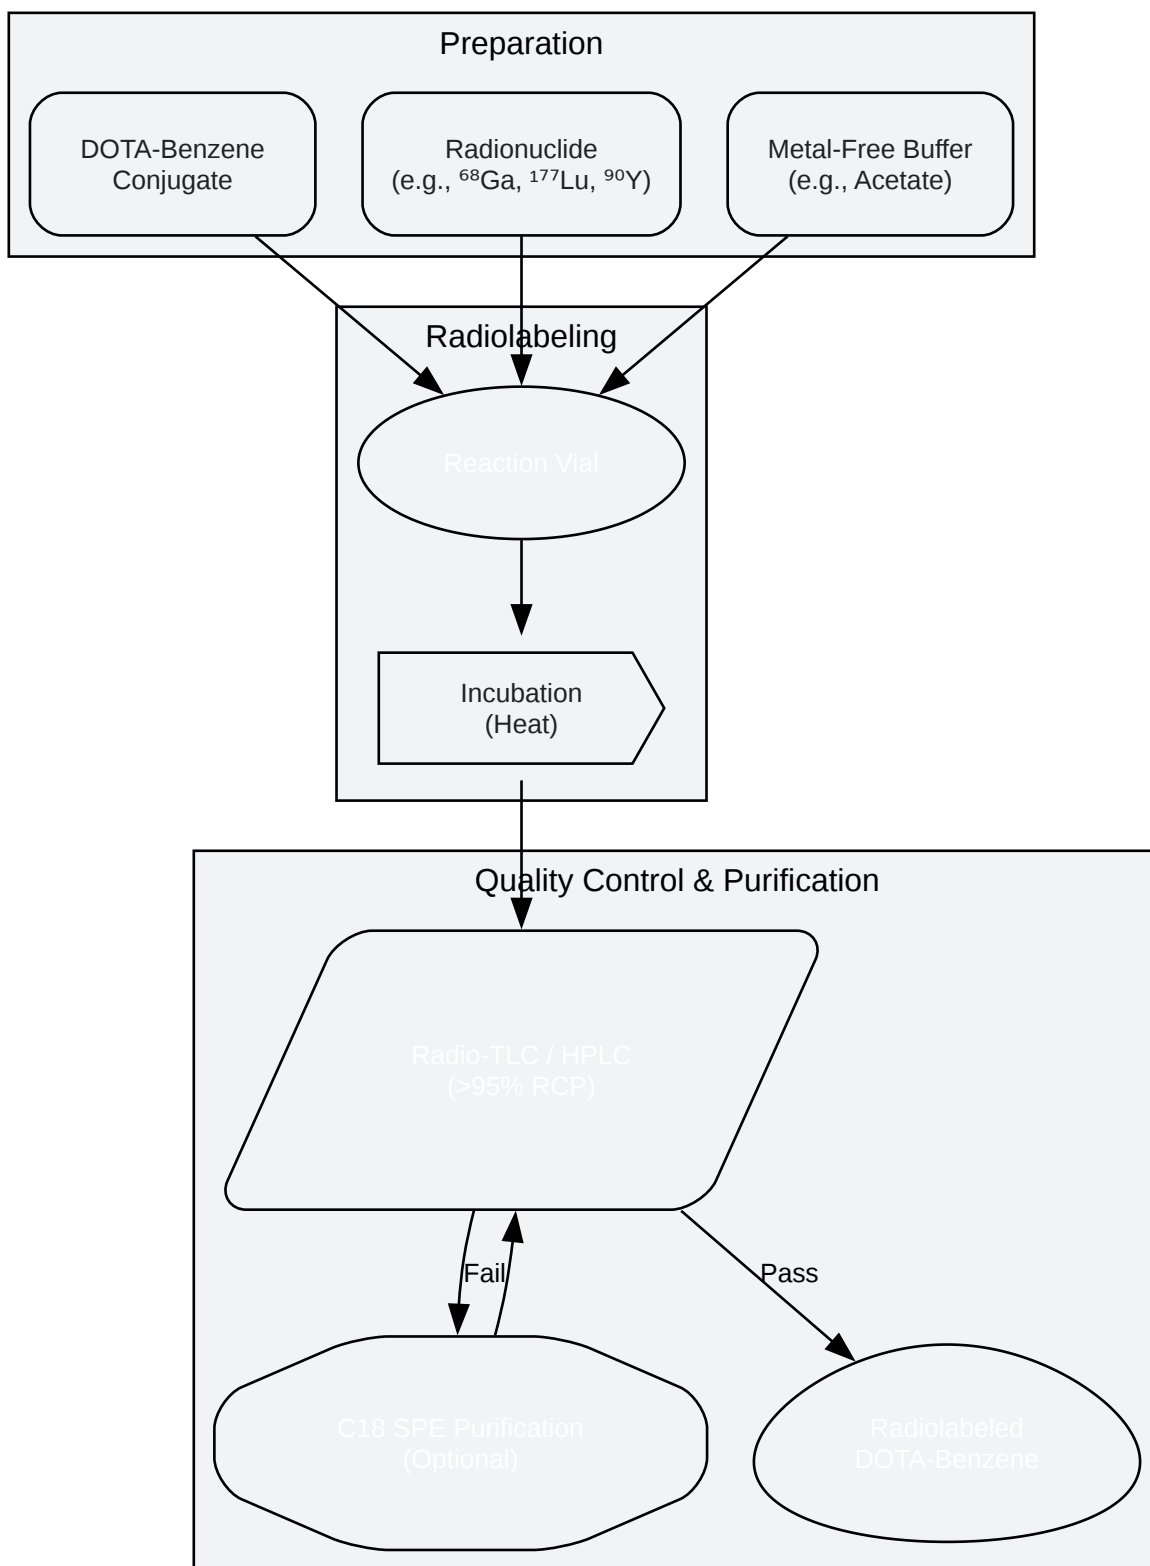 Preparation
DOTA-Benzene
Conjugate
Radionuclide
(e.g., ⁶⁸Ga, ¹⁷⁷Lu, ⁹⁰Y)
Metal-Free Buffer
(e.g., Acetate)
Radiolabeling
Reaction Vial
Incubation
(Heat)
Quality Control & Purification
Radio-TLC / HPLC
(>95% RCP)
Fail
Pass
C18 SPE Purification
(Optional)
Radiolabeled
DOTA-Benzene